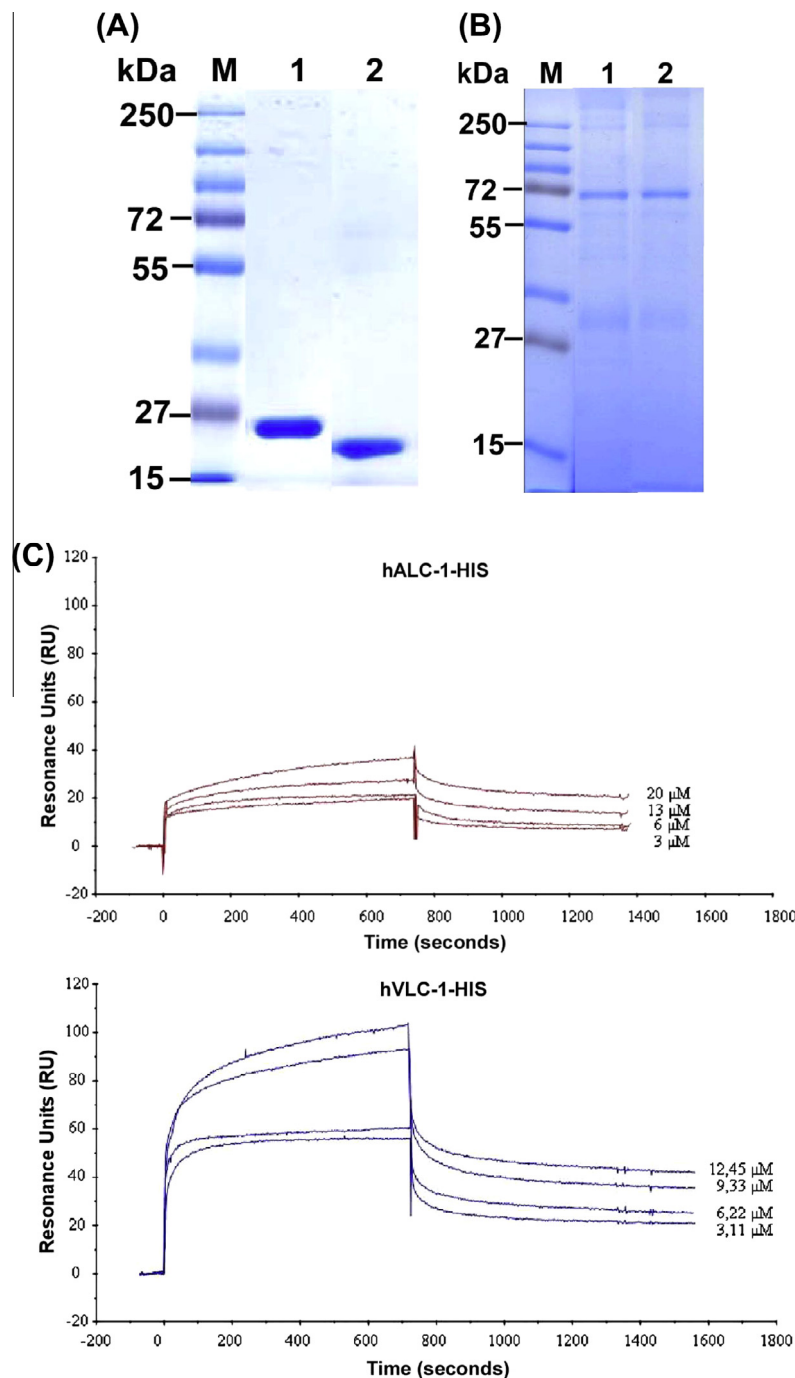 (A)
kDa M 1 2
250
72
55
27
15
(B)
kDa M 1 2
250
72
55
27
15
(C)
hALC-1-HIS
Resonance Units (RU)
120
100
80
60
40
20
0
-20
20 µM
13 µM
6 µM
3 µM
-200 0 200 400 600 800 1000 1200 1400 1600 1800
Time (seconds)
hVLC-1-HIS
Resonance Units (RU)
120
100
80
60
40
20
0
-20
12,45 µM
9,33 µM
6,22 µM
3,11 µM
-200 0 200 400 600 800 1000 1200 1400 1600 1800
Time (seconds)